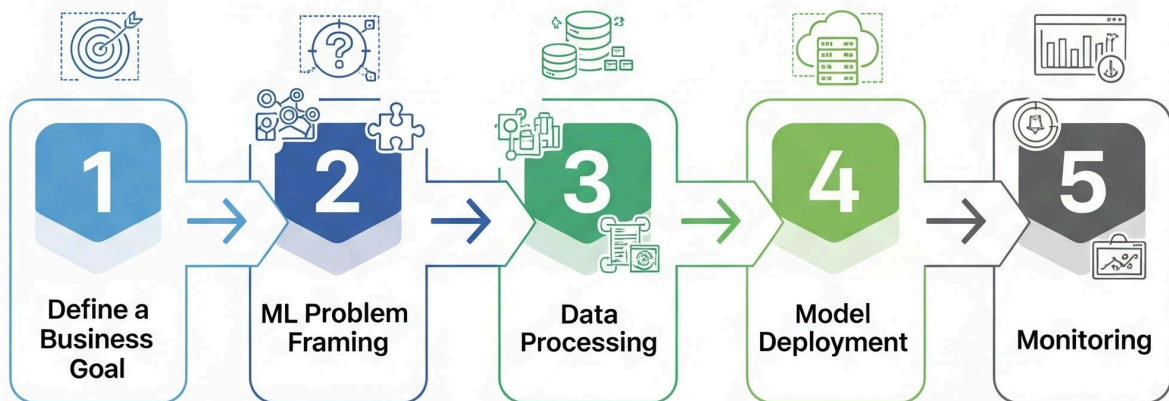 1
Define a
Business
Goal
2
ML Problem
Framing
3
Data
Processing
4
Model
Deployment
5
Monitoring